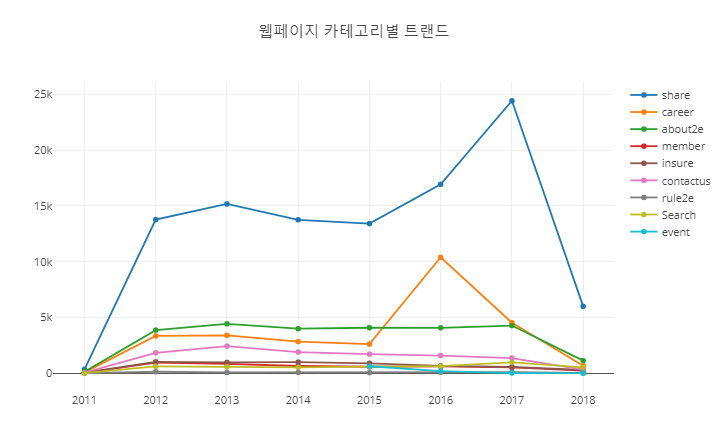 웹페이지 카테고리별 트랜드
25k
20k
15k
10k
5k
0
2011 2012 2013 2014 2015 2016 2017 2018
share
career
about2e
member
insure
contactus
rule2e
Search
event